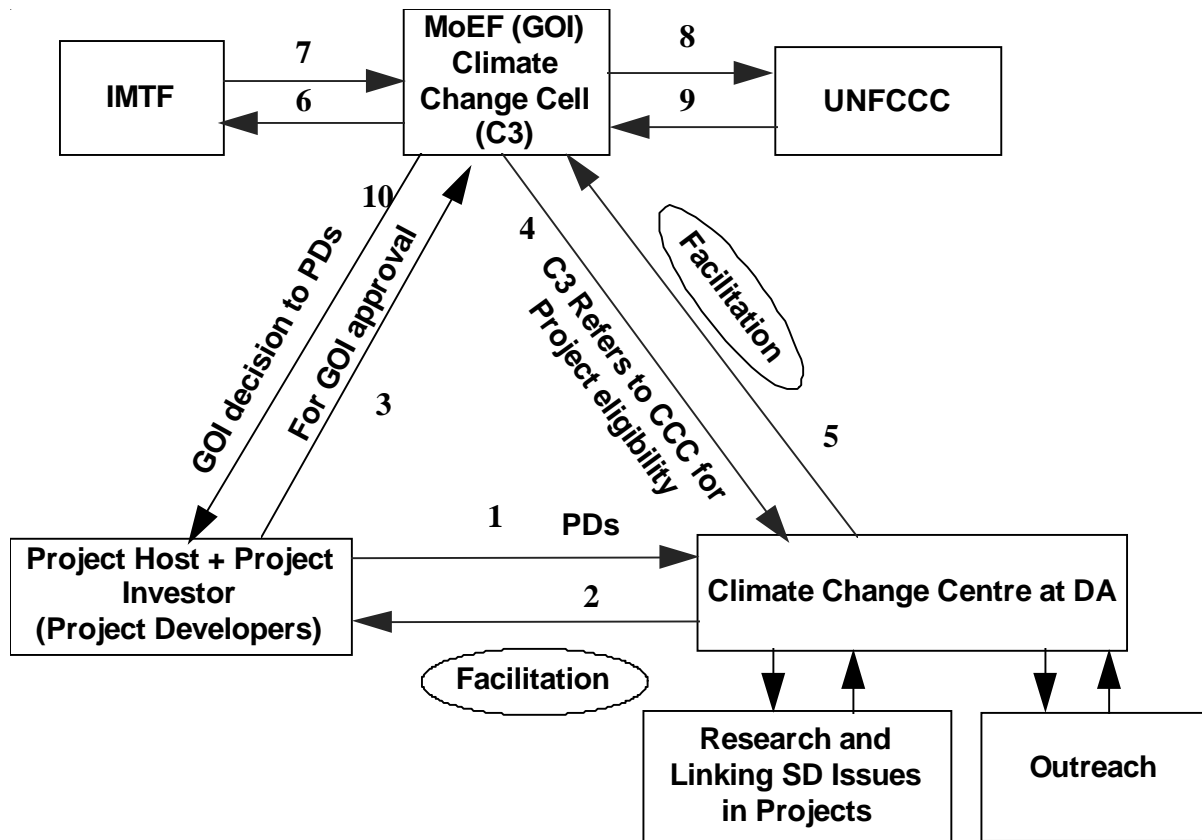 MoEF (GOI)
Climate
Change Cell
(C3)
7
IMTF
6
8
UNFCCC
9
10
GOI decision to PDs
For GOI approval
3
4
C3 Refers to CCC for
Project eligibility
Facilitation
5
1
PDs
Project Host + Project
Investor
(Project Developers)
2
Climate Change Centre at DA
Facilitation
Research and
Linking SD Issues
in Projects
Outreach